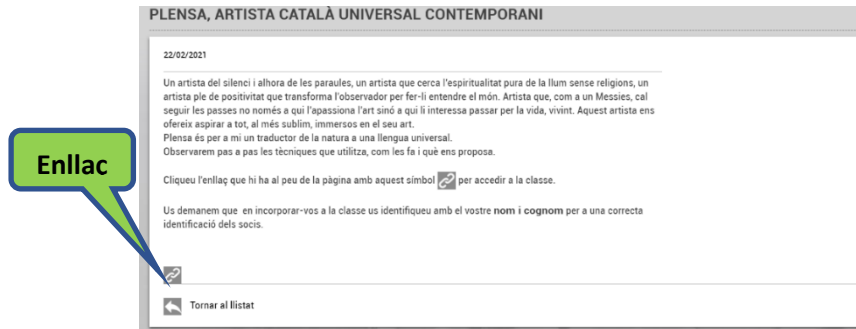 PLENSA, ARTISTA CATALÀ UNIVERSAL CONTEMPORANI
22/02/2021
Un artista del silenci i alhora de les paraules, un artista que cerca l'espiritualitat pura de la llum sense religions, un
artista ple de positivitat que transforma l'observador per fer-li entendre el món. Artista que, com a un Messies, cal
seguir les passes no només a qui l'apassiona l'art sinó a qui li interessa passar per la vida, vivint. Aquest artista ens
ofereix aspirar a tot, al més sublim, immersos en el seu art.
Plensa és per a mi un traductor de la natura a una llengua universal.
Observarem pas a pas les tècniques que utilitza, com les fa i què ens proposa.
Enllac
Cliqueu l'enllaç que hi ha al peu de la pàgina amb aquest símbol per accedir a la classe.
Us demanem que en incorporar-vos a la classe us identifiqueu amb el vostre nom i cognom per a una correcta
identificació dels socis.
Tornar al llistat